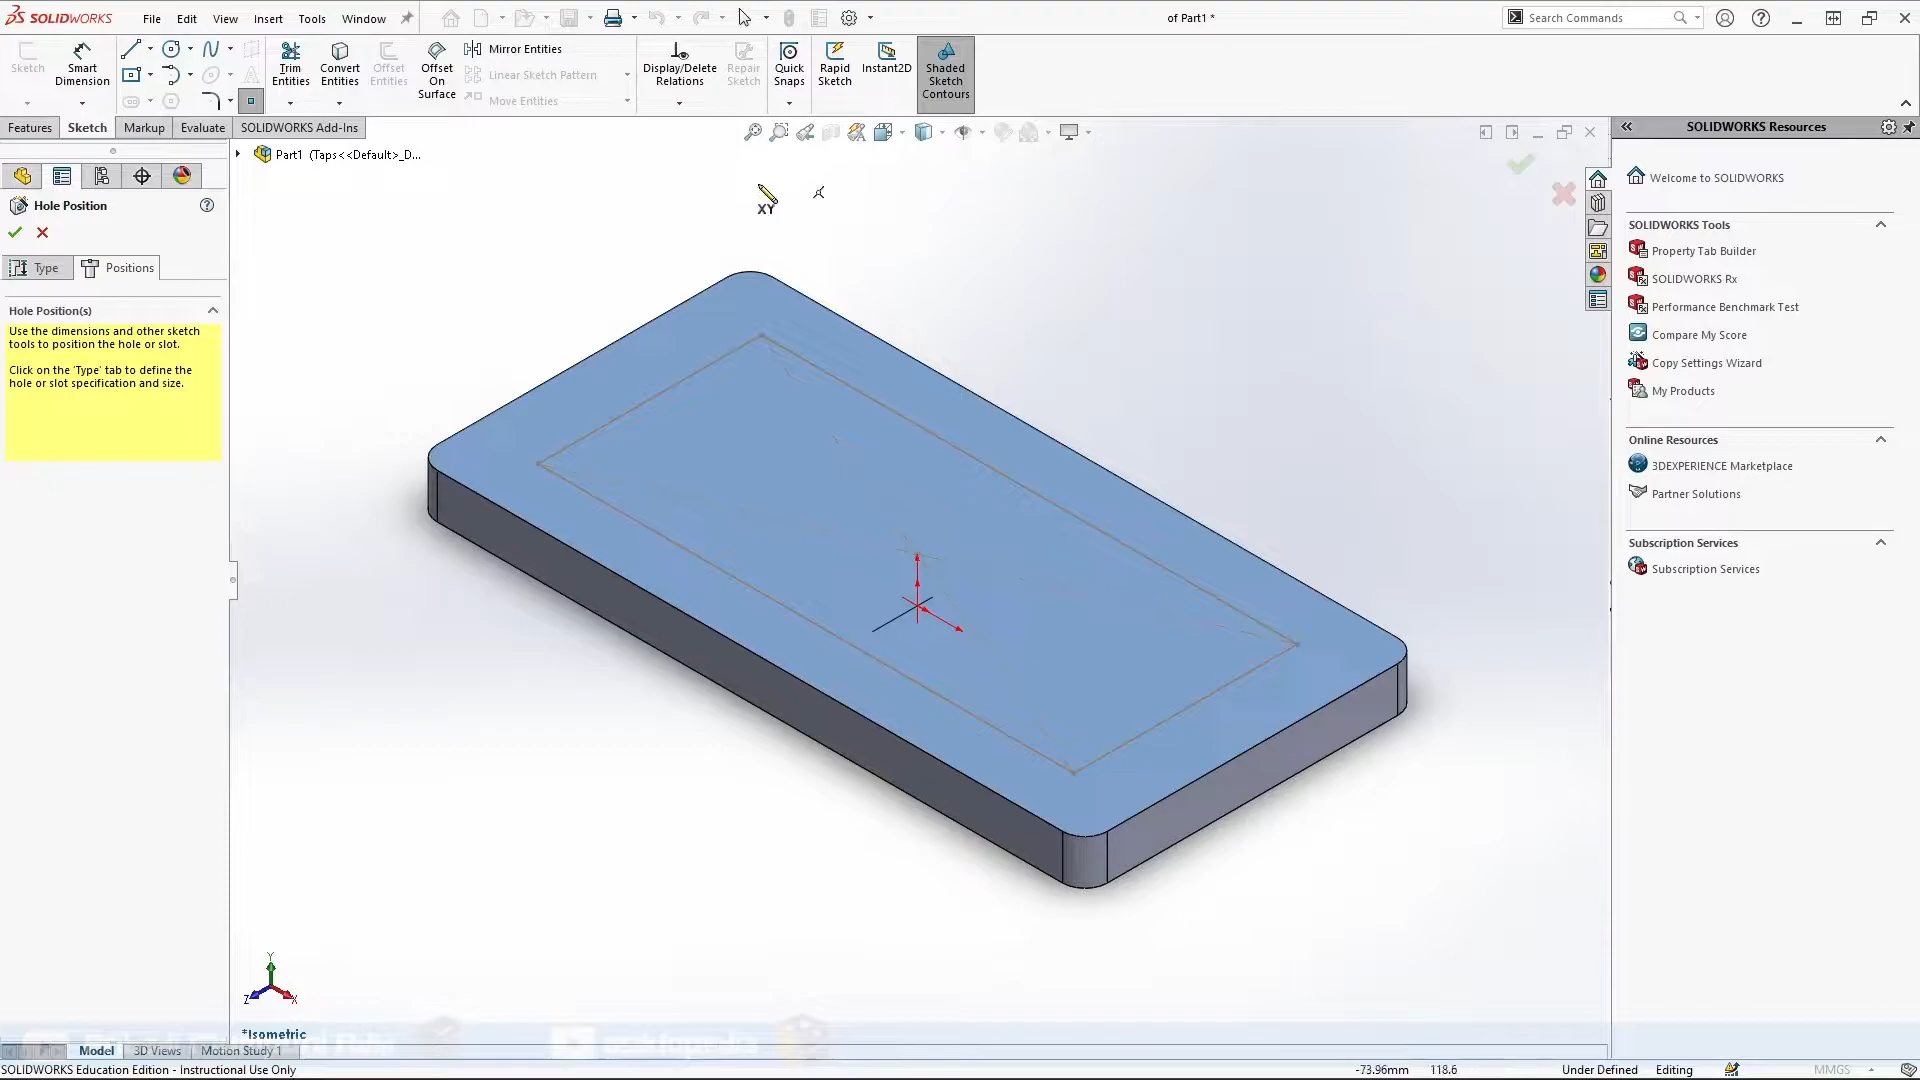 SOLIDWORKS
File Edit View Insert Tools Window
of Part1 *
Search Commands
Sketch
Smart Dimension
Trim Entities
Convert Entities
Offset Entities
Offset On Surface
Mirror Entities
Linear Sketch Pattern
Move Entities
Display/Delete Relations
Repair Sketch
Quick Snaps
Rapid Sketch
Instant2D
Shaded Sketch Contours
Features Sketch Markup Evaluate SOLIDWORKS Add-Ins
Part1 (Taps<<Default>_D...
Hole Position
Type Positions
Hole Position(s)
Use the dimensions and other sketch
tools to position the hole or slot.
Click on the 'Type' tab to define the
hole or slot specification and size.
XY
Y
Z
X
*Isometric
SOLIDWORKS Resources
Welcome to SOLIDWORKS
SOLIDWORKS Tools
Property Tab Builder
SOLIDWORKS Rx
Performance Benchmark Test
Compare My Score
Copy Settings Wizard
My Products
Online Resources
3DEXPERIENCE Marketplace
Partner Solutions
Subscription Services
Subscription Services
Model 3D Views Motion Study 1
SOLIDWORKS Education Edition - Instructional Use Only
-73.96mm 118.6 Under Defined Editing MMGS